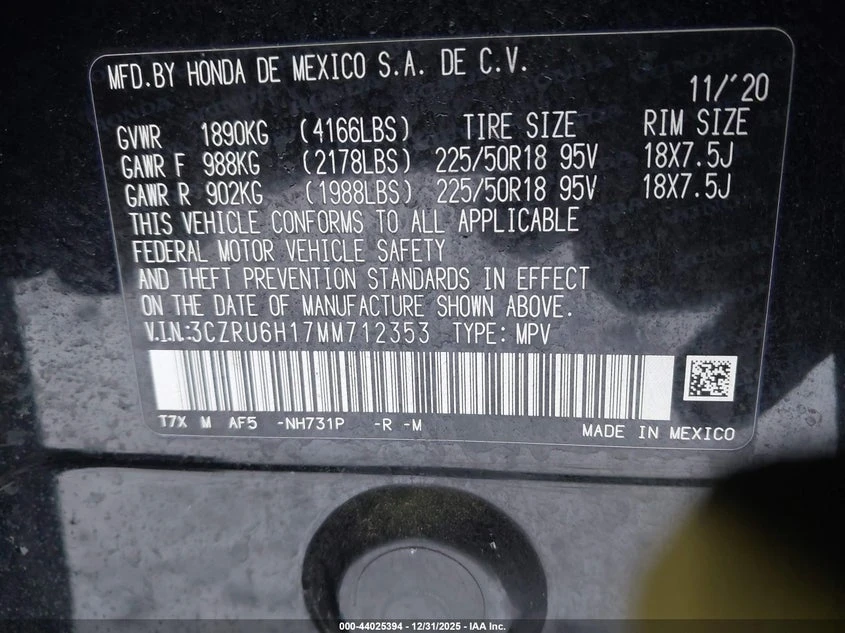 MFD.BY HONDA DE MEXICO S.A. DE C.V.
11/'20
GVWR 1890KG (4166LBS) TIRE SIZE RIM SIZE
GAWR F 988KG (2178LBS) 225/50R18 95V 18X7.5J
GAWR R 902KG (1988LBS) 225/50R18 95V 18X7.5J
THIS VEHICLE CONFORMS TO ALL APPLICABLE
FEDERAL MOTOR VEHICLE SAFETY
AND THEFT PREVENTION STANDARDS IN EFFECT
ON THE DATE OF MANUFACTURE SHOWN ABOVE.
V.I.N.:3CZRU6H17MM712353 TYPE: MPV
T7X M AF5 -NH731P -R -M
MADE IN MEXICO
000-44025394 - 12/31/2025 - IAA Inc.